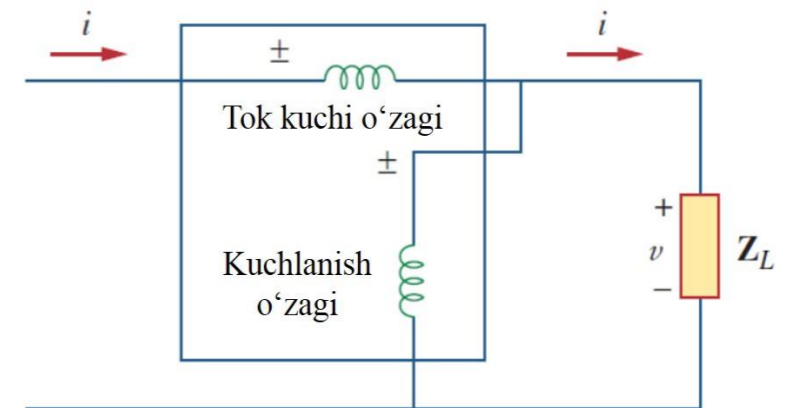 i
i
±
Tok kuchi o‘zagi
±
Kuchlanish
o‘zagi
+
v
−
Z_L